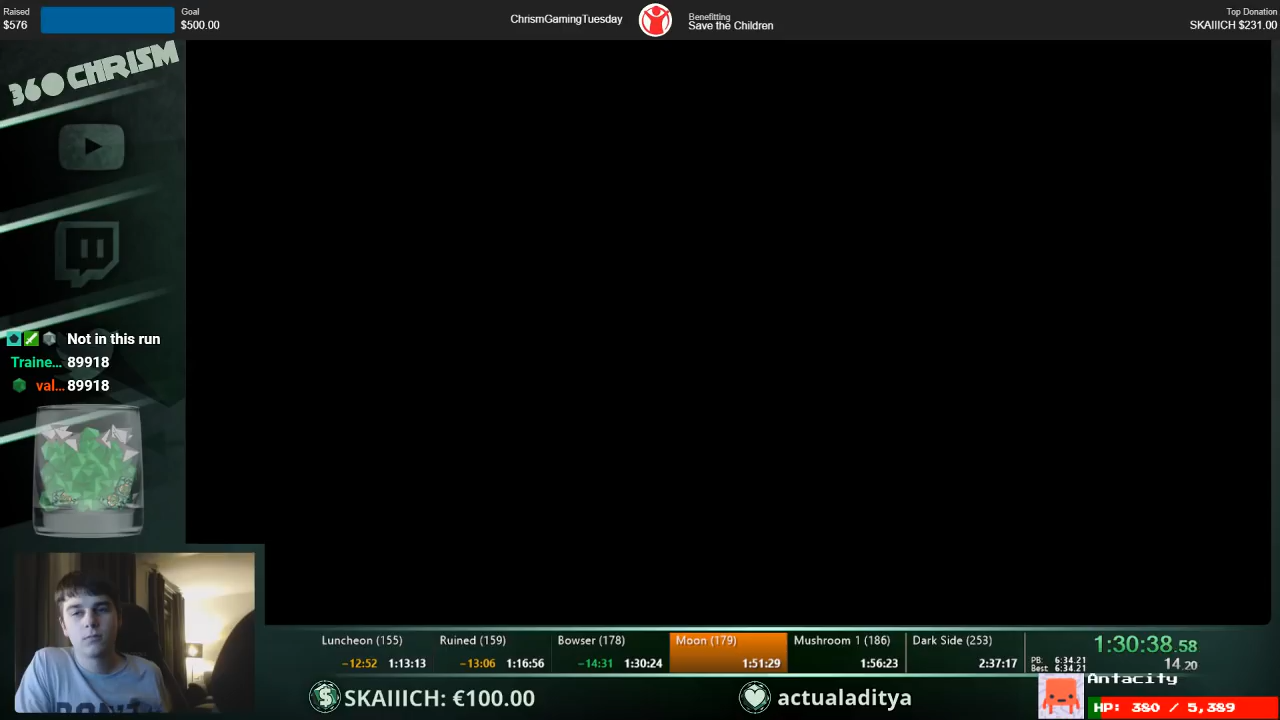 Raised
$576
Goal
$500.00
ChrismGamingTuesday
Benefitting
Save the Children
Top Donation
SKAIIICH $231.00
360CHRISM
Not in this run
Traine... 89918
val... 89918
Luncheon (155)
−12:52 1:13:13
Ruined (159)
−13:06 1:16:56
Bowser (178)
−14:31 1:30:24
Moon (179)
1:51:29
Mushroom 1 (186)
1:56:23
Dark Side (253)
2:37:17
PB: 6:34.21
Best: 6:34.21
1:30:38.58
14.20
SKAIIICH: €100.00
actualaditya
Antacity
HP: 380 / 5,389